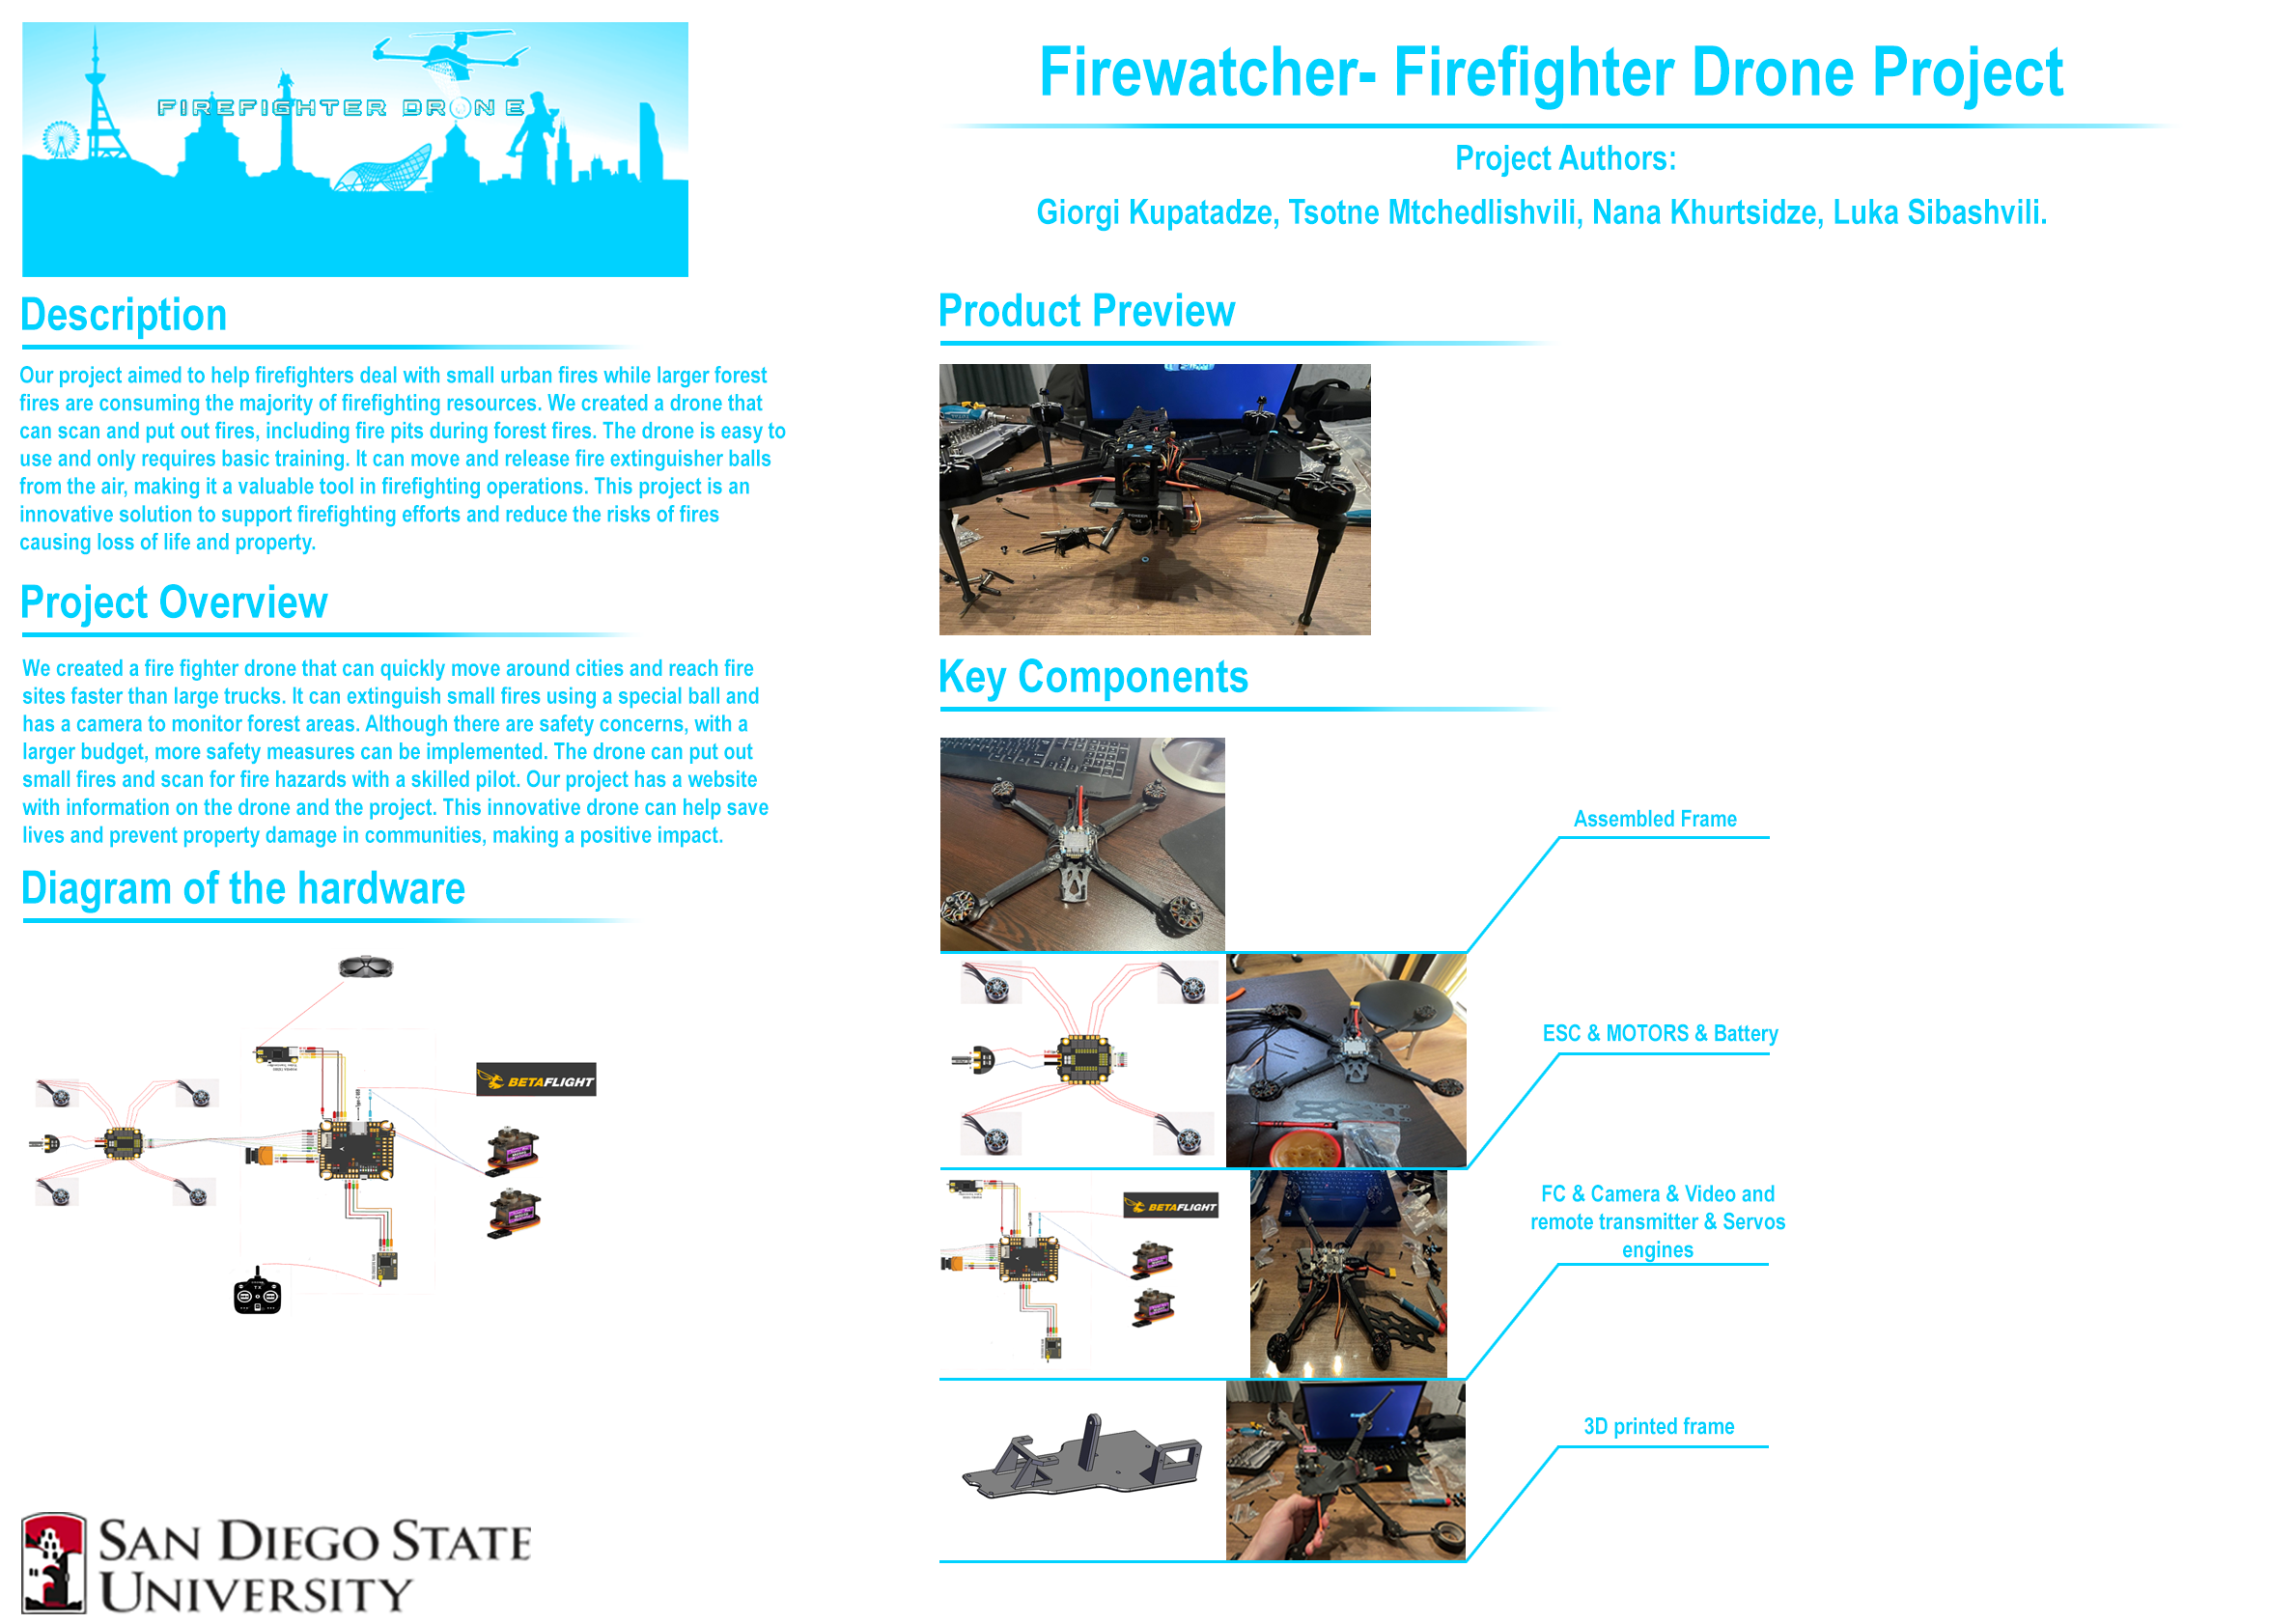 FIREFIGHTER DRONE
Firewatcher- Firefighter Drone Project
Project Authors:
Giorgi Kupatadze, Tsotne Mtchedlishvili, Nana Khurtsidze, Luka Sibashvili.
Description
Our project aimed to help firefighters deal with small urban fires while larger forest
fires are consuming the majority of firefighting resources. We created a drone that
can scan and put out fires, including fire pits during forest fires. The drone is easy to
use and only requires basic training. It can move and release fire extinguisher balls
from the air, making it a valuable tool in firefighting operations. This project is an
innovative solution to support firefighting efforts and reduce the risks of fires
causing loss of life and property.
Project Overview
We created a fire fighter drone that can quickly move around cities and reach fire
sites faster than large trucks. It can extinguish small fires using a special ball and
has a camera to monitor forest areas. Although there are safety concerns, with a
larger budget, more safety measures can be implemented. The drone can put out
small fires and scan for fire hazards with a skilled pilot. Our project has a website
with information on the drone and the project. This innovative drone can help save
lives and prevent property damage in communities, making a positive impact.
Diagram of the hardware
BETAFLIGHT
SAN DIEGO STATE
UNIVERSITY
Product Preview
Key Components
Assembled Frame
ESC & MOTORS & Battery
FC & Camera & Video and
remote transmitter & Servos
engines
BETAFLIGHT
3D printed frame